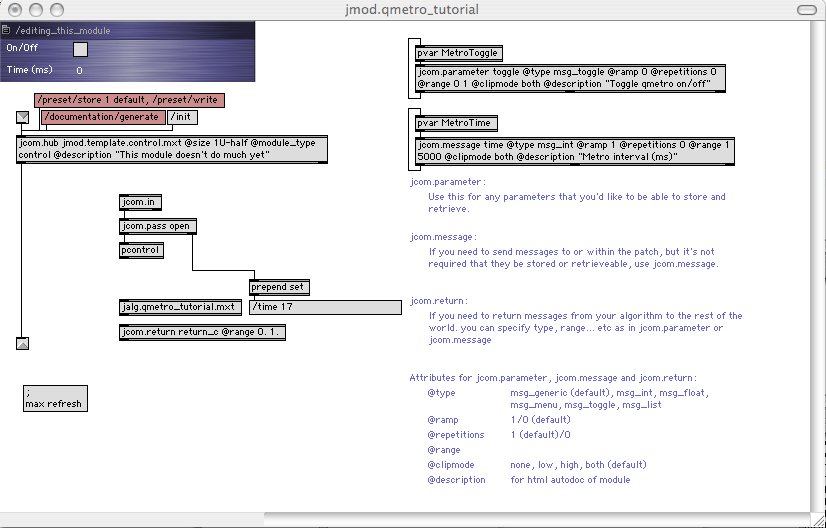 jmod.qmetro_tutorial
/editing_this_module
On/Off
Time (ms) 0
/preset/store 1 default, /preset/write
/documentation/generate /init
jcom.hub jmod.template.control.mxt @size 1U-half @module_type
control @description "This module doesn't do much yet"
jcom.in
jcom.pass open
pcontrol
prepend set
jalg.qmetro_tutorial.mxt /time 17
jcom.return return_c @range 0. 1.
;
max refresh
pvar MetroToggle
jcom.parameter toggle @type msg_toggle @ramp 0 @repetitions 0
@range 0 1 @clipmode both @description "Toggle qmetro on/off"
pvar MetroTime
jcom.message time @type msg_int @ramp 1 @repetitions 0 @range 1
5000 @clipmode both @description "Metro interval (ms)"
jcom.parameter:
Use this for any parameters that you'd like to be able to store and
retrieve.
jcom.message:
If you need to send messages to or within the patch, but it's not
required that they be stored or retrieveable, use jcom.message.
jcom.return:
If you need to return messages from your algorithm to the rest of the
world. you can specify type, range... etc as in jcom.parameter or
jcom.message
Attributes for jcom.parameter, jcom.message and jcom.return:
@type msg_generic (default), msg_int, msg_float,
msg_menu, msg_toggle, msg_list
@ramp 1/0 (default)
@repetitions 1 (default)/0
@range
@clipmode none, low, high, both (default)
@description for html autodoc of module